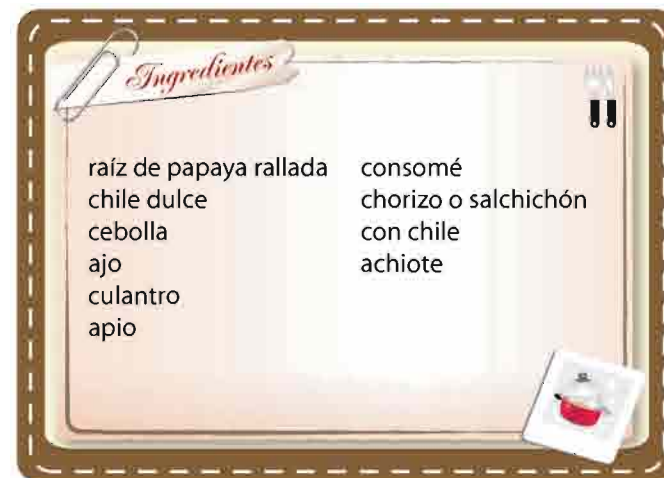 Ingredientes
raíz de papaya rallada
chile dulce
cebolla
ajo
culantro
apio
consomé
chorizo o salchichón
con chile
achiote